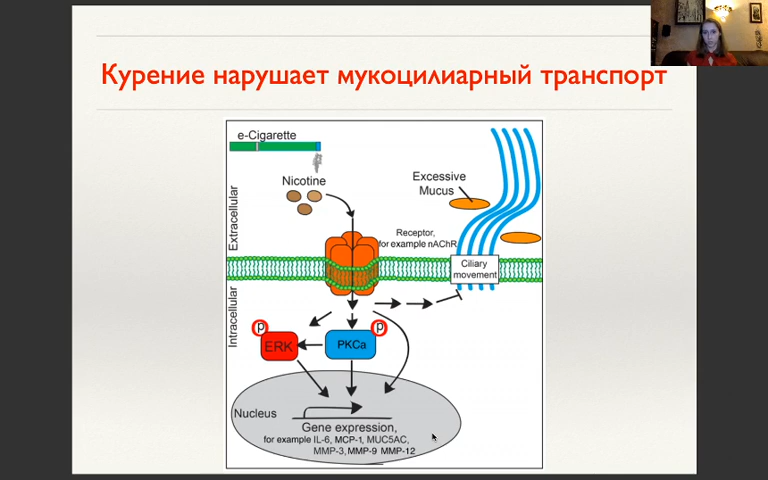 Курение нарушает мукоцилиарный транспорт
e-Cigarette
Nicotine
Excessive
Mucus
Extracellular
Receptor,
for example nAChR
Ciliary
movement
Intracellular
P
P
ERK
PKCa
Nucleus
Gene expression,
for example IL-6, MCP-1, MUC5AC,
MMP-3, MMP-9 MMP-12